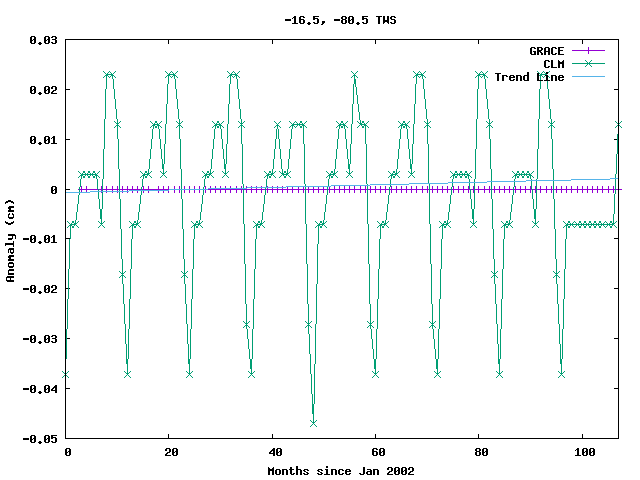 -16.5, -80.5 TWS
0.03
0.02
0.01
0
-0.01
-0.02
-0.03
-0.04
-0.05
Anomaly (cm)
GRACE
CLM
Trend Line
0 20 40 60 80 100
Months since Jan 2002